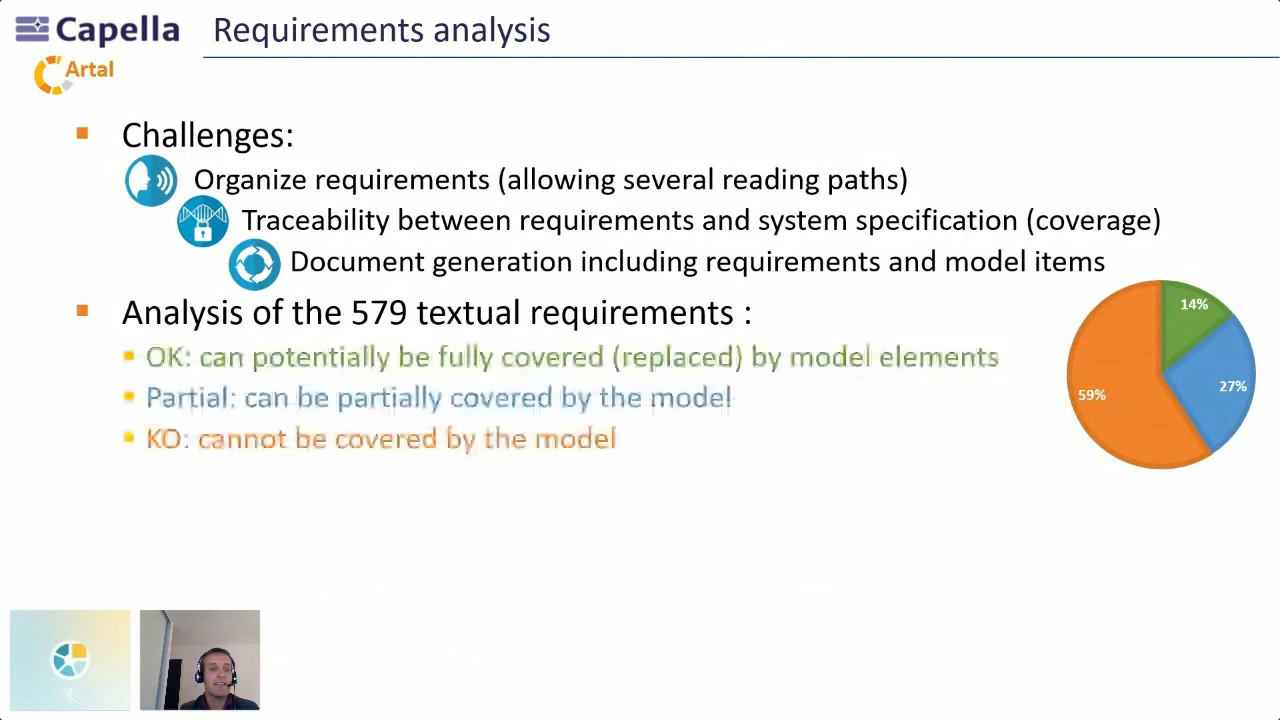 Capella
Requirements analysis
Artal
Challenges:
Organize requirements (allowing several reading paths)
Traceability between requirements and system specification (coverage)
Document generation including requirements and model items
Analysis of the 579 textual requirements :
OK: can potentially be fully covered (replaced) by model elements
Partial: can be partially covered by the model
KO: cannot be covered by the model
14%
27%
59%